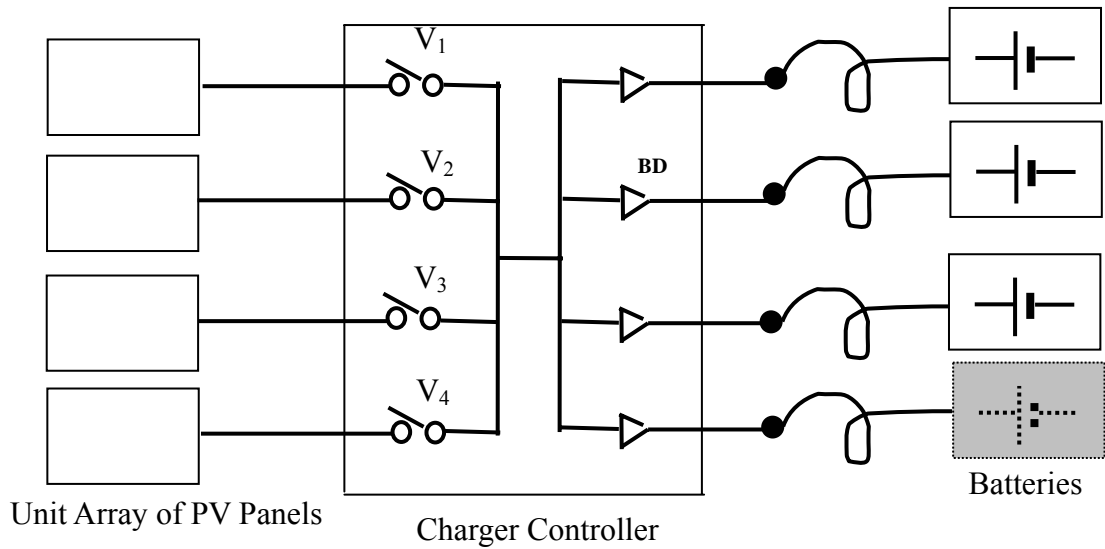 V₁
V₂
BD
V₃
V₄
Batteries
Unit Array of PV Panels
Charger Controller